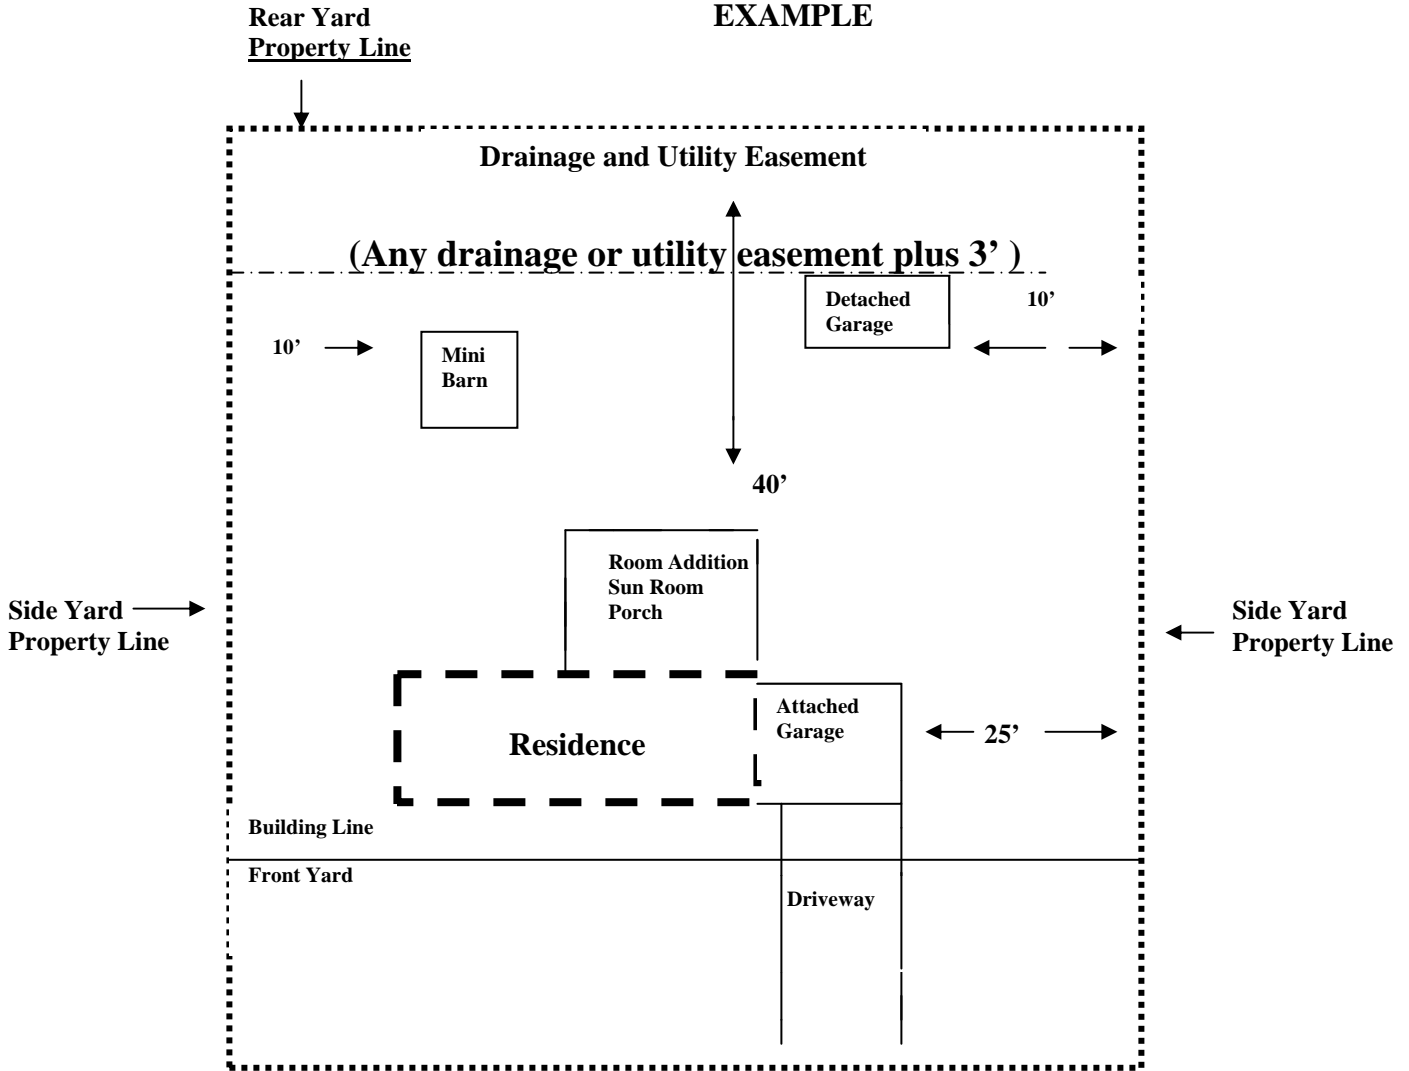 Rear Yard
Property Line
EXAMPLE
Drainage and Utility Easement
(Any drainage or utility easement plus 3’ )
Detached
Garage
10’
10’
Mini
Barn
40’
Room Addition
Sun Room
Porch
Side Yard
Property Line
Side Yard
Property Line
Attached
Garage
25’
Residence
Building Line
Front Yard
Driveway